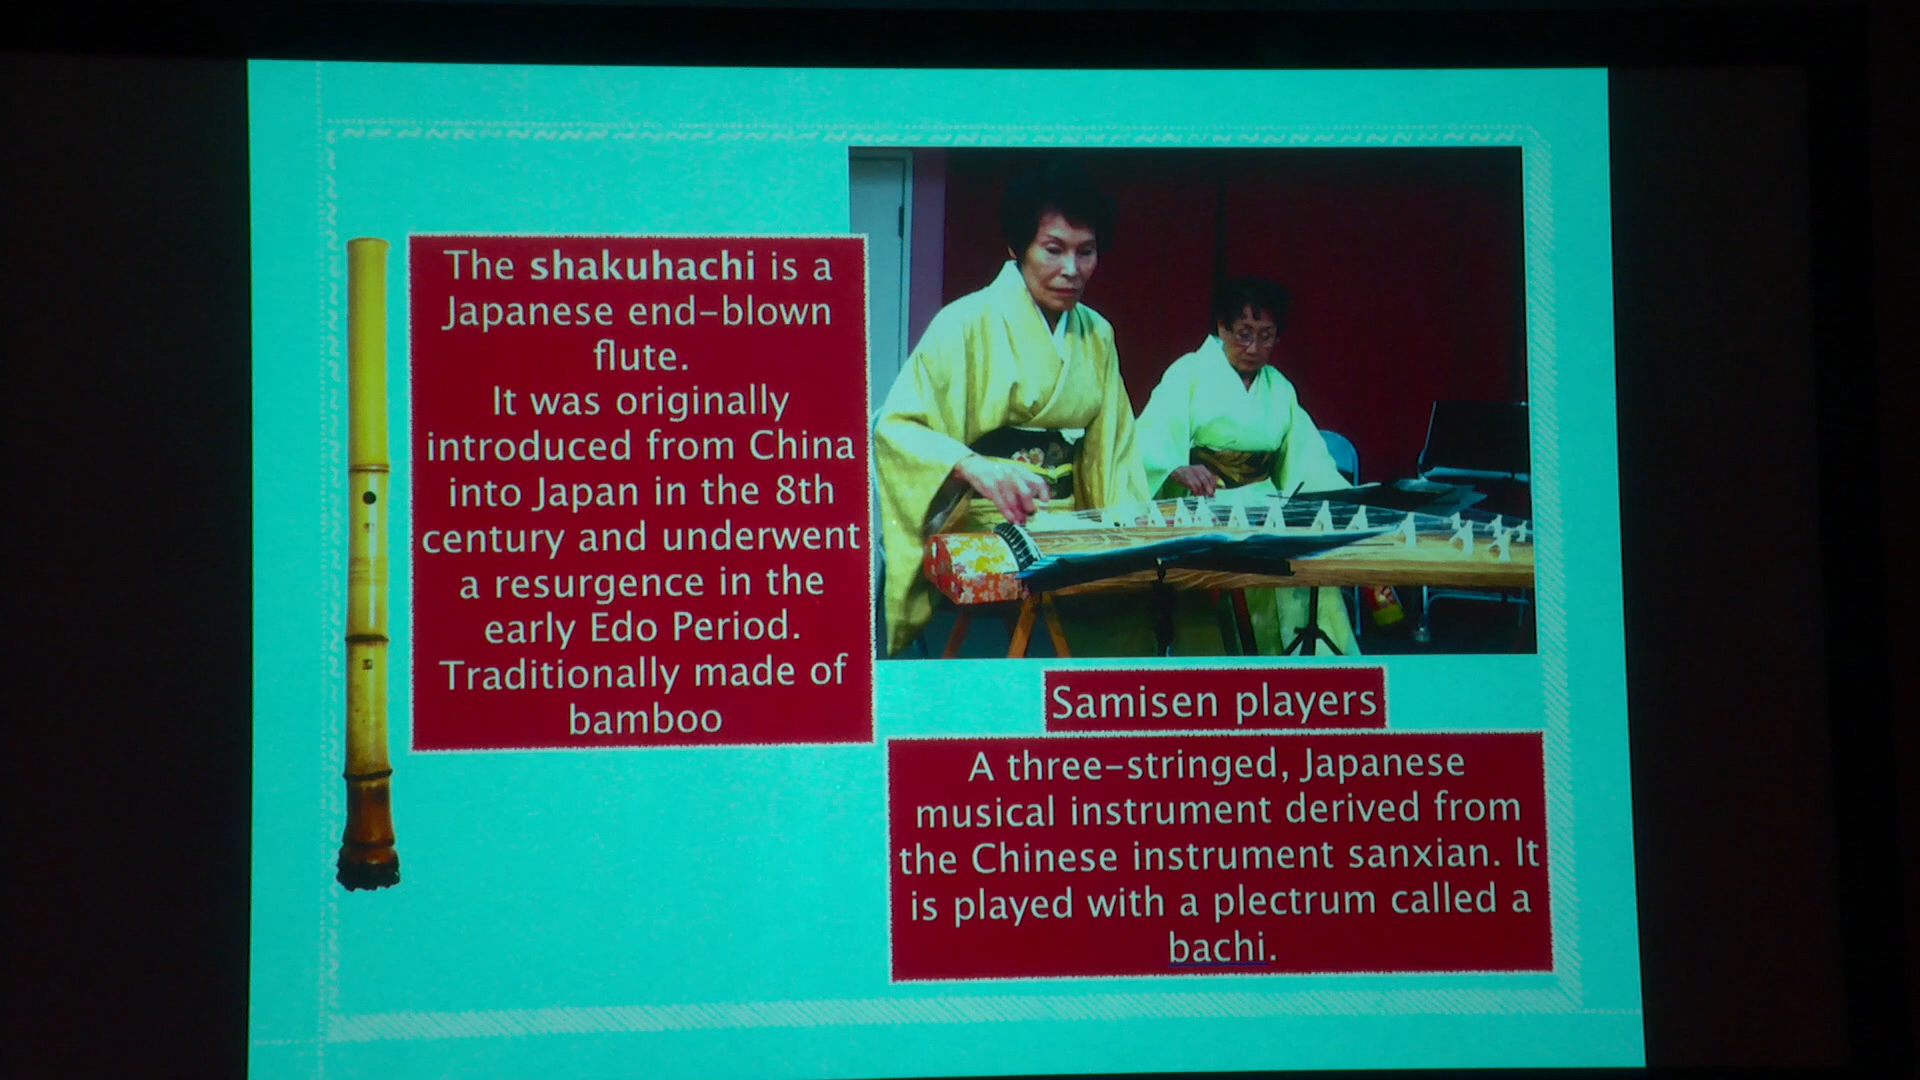 The shakuhachi is a
Japanese end-blown
flute.
It was originally
introduced from China
into Japan in the 8th
century and underwent
a resurgence in the
early Edo Period.
Traditionally made of
bamboo
Samisen players
A three-stringed, Japanese
musical instrument derived from
the Chinese instrument sanxian. It
is played with a plectrum called a
bachi.